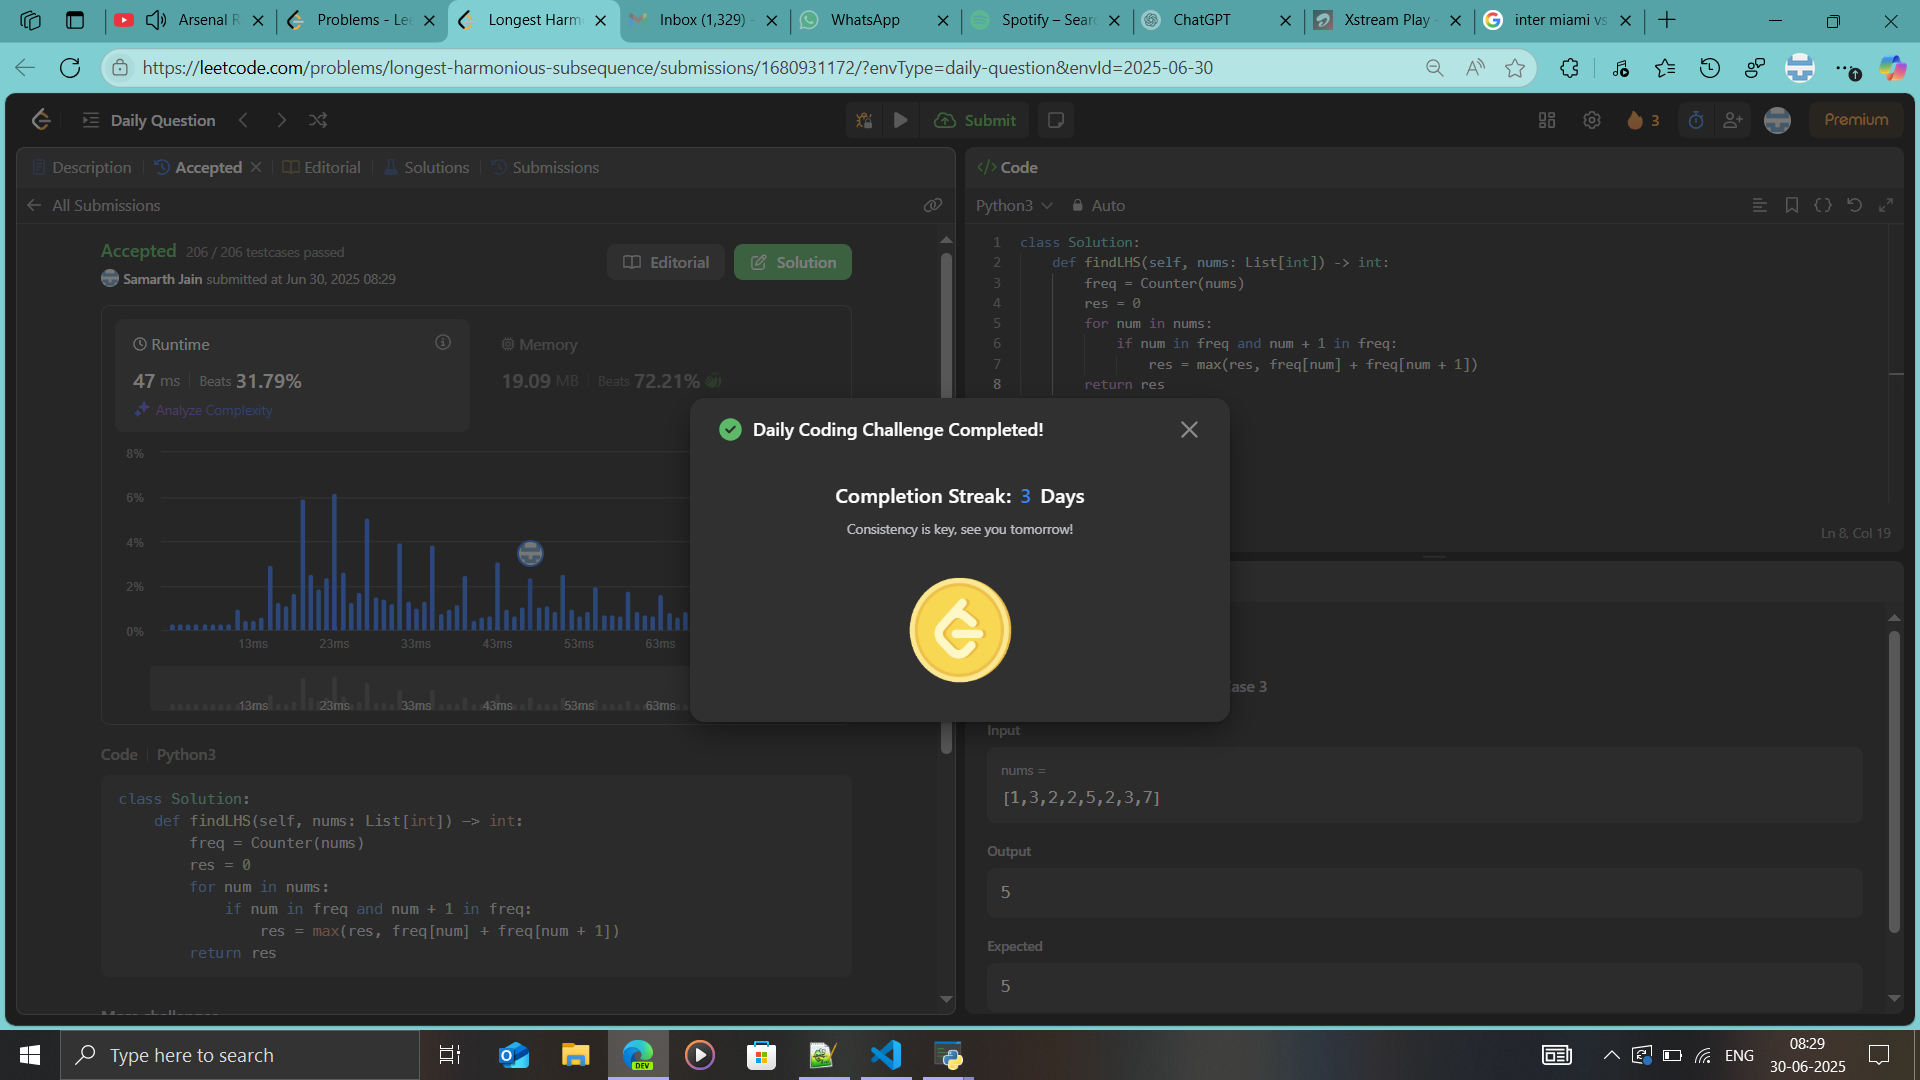 Arsenal R
Problems - Lee
Longest Harm
Inbox (1,329) -
WhatsApp
Spotify – Sear
ChatGPT
Xstream Play -
inter miami vs
https://leetcode.com/problems/longest-harmonious-subsequence/submissions/1680931172/?envType=daily-question&envId=2025-06-30
Daily Question
Submit
3
Premium
Description
Accepted
Editorial
Solutions
Submissions
All Submissions
Accepted 206 / 206 testcases passed
Samarth Jain submitted at Jun 30, 2025 08:29
Editorial
Solution
Runtime
47 ms Beats 31.79%
Analyze Complexity
Memory
19.09 MB Beats 72.21%
8%
6%
4%
2%
0%
13ms 23ms 33ms 43ms 53ms 63ms
13ms 23ms 33ms 43ms 53ms 63ms
Code Python3
class Solution:
def findLHS(self, nums: List[int]) -> int:
freq = Counter(nums)
res = 0
for num in nums:
if num in freq and num + 1 in freq:
res = max(res, freq[num] + freq[num + 1])
return res
More challenges
</> Code
Python3
Auto
1 class Solution:
2 def findLHS(self, nums: List[int]) -> int:
3 freq = Counter(nums)
4 res = 0
5 for num in nums:
6 if num in freq and num + 1 in freq:
7 res = max(res, freq[num] + freq[num + 1])
8 return res
Ln 8, Col 19
Daily Coding Challenge Completed!
Completion Streak: 3 Days
Consistency is key, see you tomorrow!
ase 3
Input
nums =
[1,3,2,2,5,2,3,7]
Output
5
Expected
5
Type here to search
DEV
ENG
08:29
30-06-2025